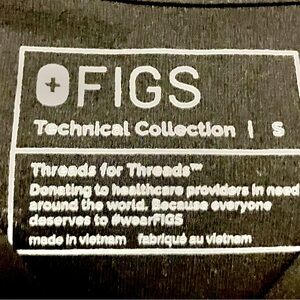 FIGS
Technical Collection | S
Threads for Threads™
Donating to healthcare providers in need
around the world. Because everyone
deserves to #wearFIGS
made in vietnam fabriqué au vietnam